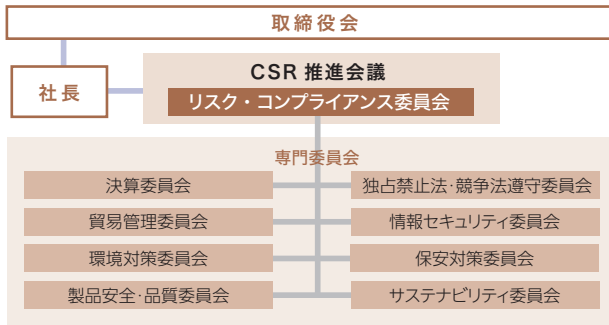 取締役会
社長
CSR 推進会議
リスク・コンプライアンス委員会
専門委員会
決算委員会
独占禁止法・競争法遵守委員会
貿易管理委員会
情報セキュリティ委員会
環境対策委員会
保安対策委員会
製品安全・品質委員会
サステナビリティ委員会